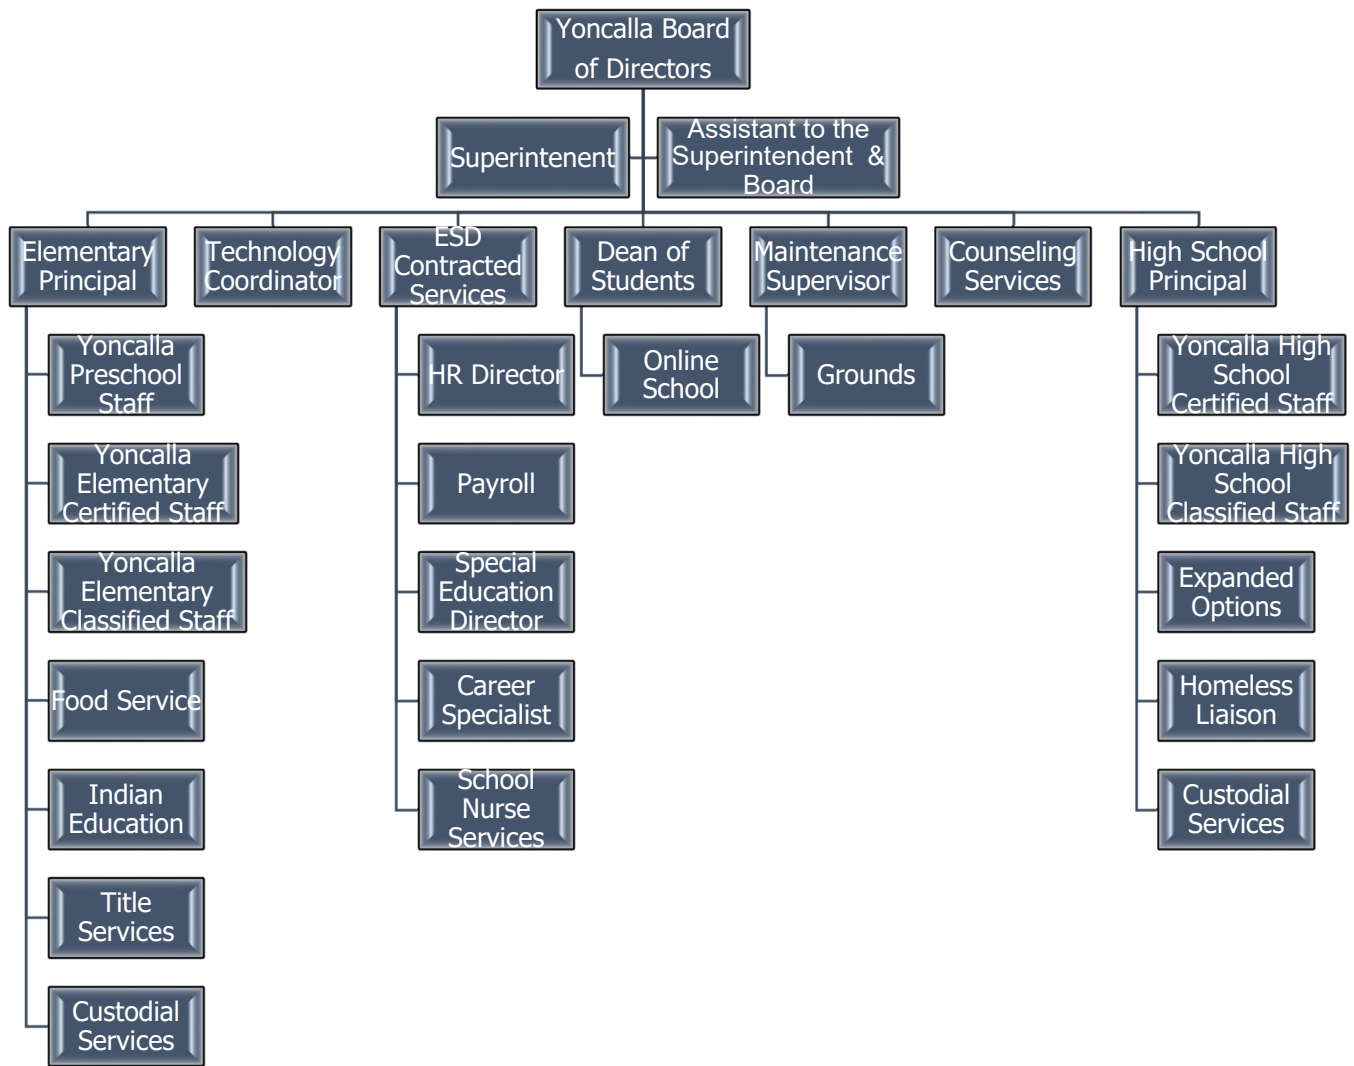 Yoncalla Board
of Directors
Superintenent
Assistant to the
Superintendent & 
Board
Elementary
Principal
Technology
Coordinator
ESD
Contracted
Services
Dean of
Students
Maintenance
Supervisor
Counseling
Services
High School
Principal
Yoncalla
Preschool
Staff
Yoncalla
Elementary
Certified Staff
Yoncalla
Elementary
Classified Staff
Food Service
Indian
Education
Title
Services
Custodial
Services
HR Director
Payroll
Special
Education
Director
Career
Specialist
School
Nurse
Services
Online
School
Grounds
Yoncalla High
School
Certified Staff
Yoncalla High
School
Classified Staff
Expanded
Options
Homeless
Liaison
Custodial
Services